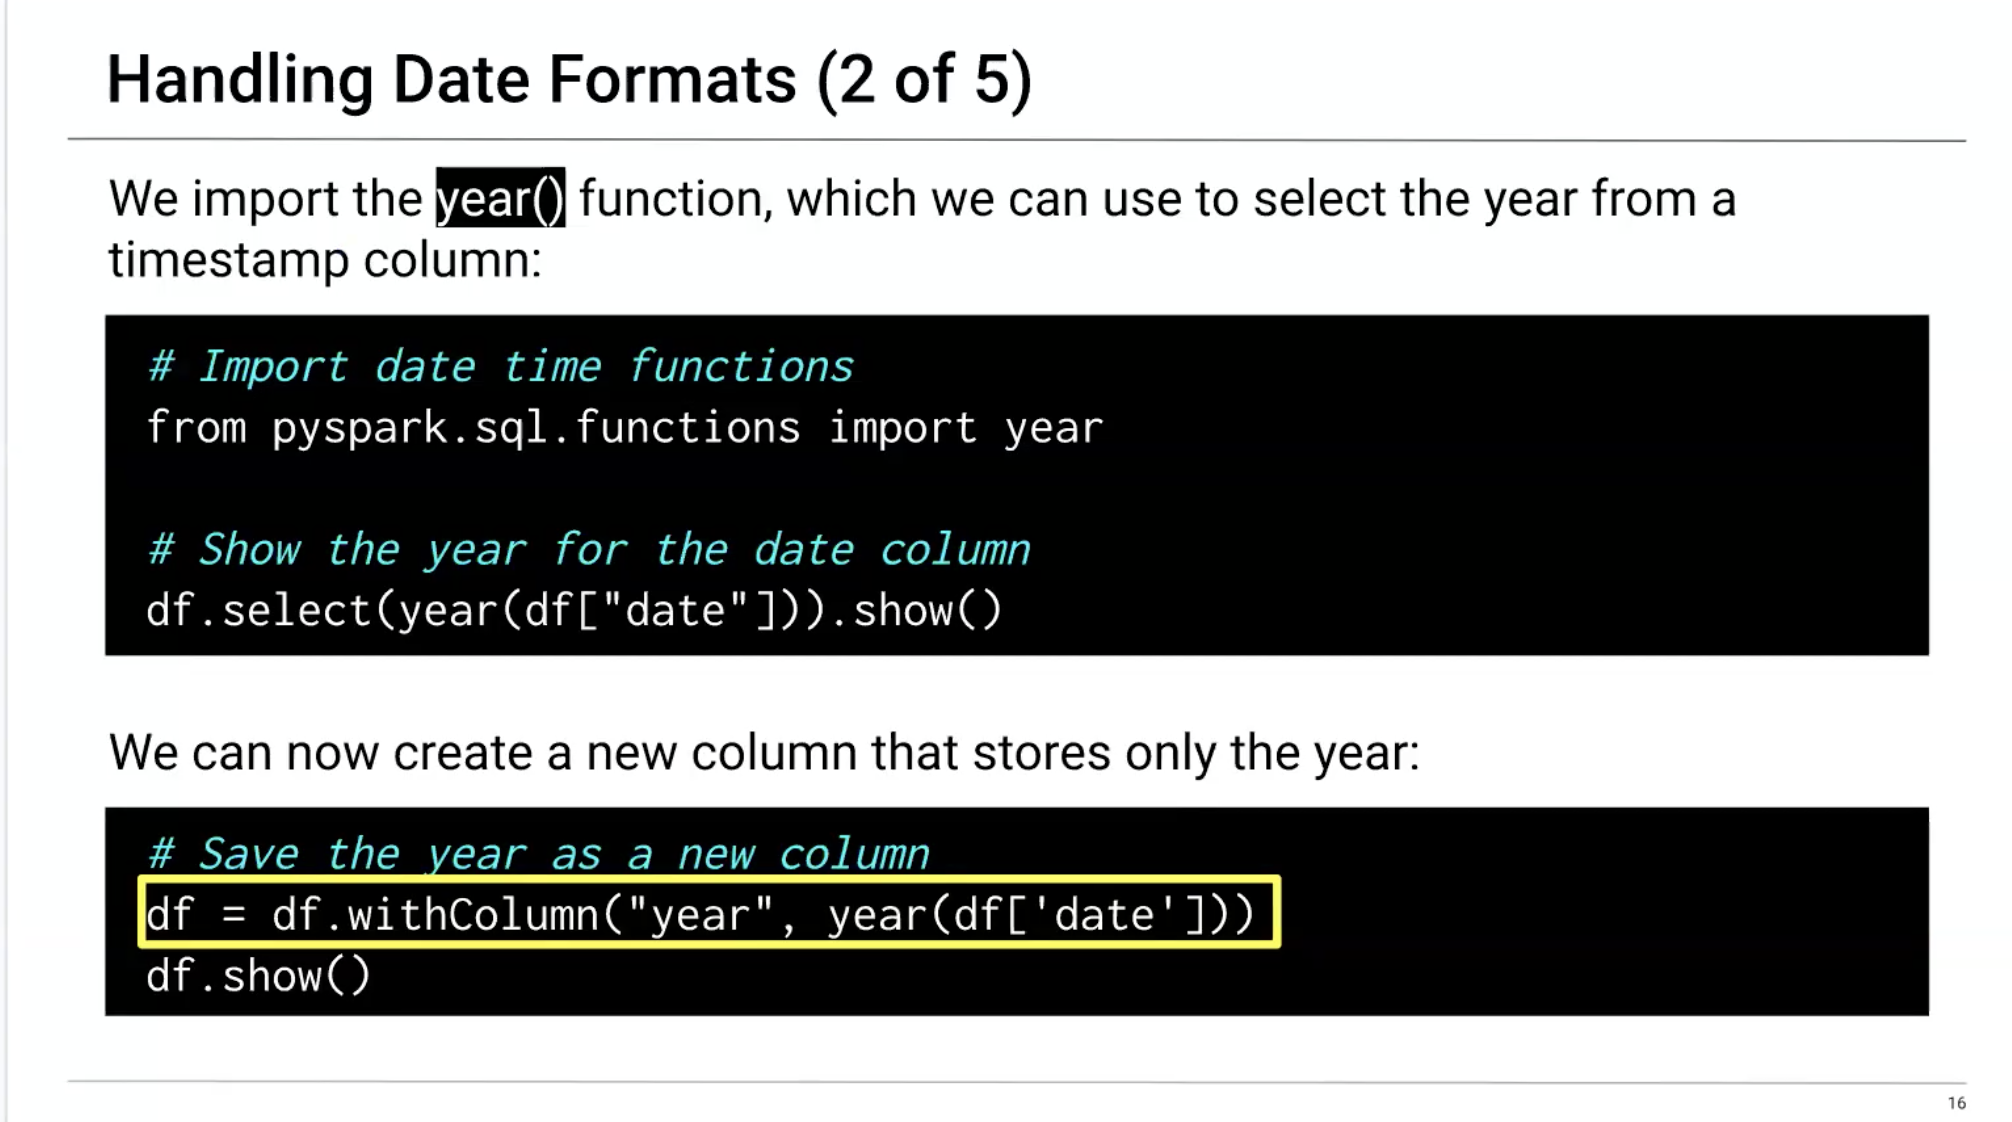 Handling Date Formats (2 of 5)
We import the year() function, which we can use to select the year from a
timestamp column:
# Import date time functions
from pyspark.sql.functions import year
# Show the year for the date column
df.select(year(df["date"])).show()
We can now create a new column that stores only the year:
# Save the year as a new column
df = df.withColumn("year", year(df['date']))
df.show()
16